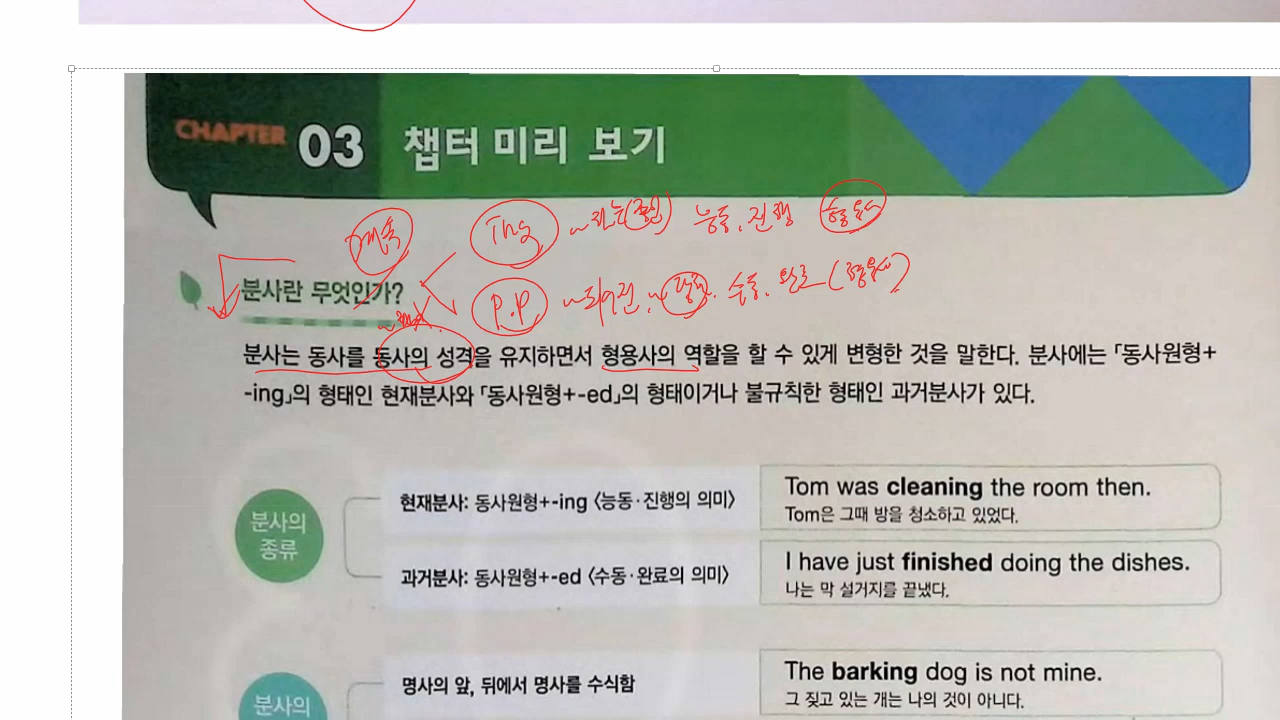 CHAPTER 03 챕터 미리 보기
Ing 능동, 진행
분사란 무엇인가?
P.P 수동, 완료
분사는 동사를 동사의 성격을 유지하면서 형용사의 역할을 할 수 있게 변형한 것을 말한다. 분사에는 「동사원형+
-ing」의 형태인 현재분사와 「동사원형+-ed」의 형태이거나 불규칙한 형태인 과거분사가 있다.
분사의
종류
현재분사: 동사원형+-ing 〈능동·진행의 의미〉
Tom was cleaning the room then.
Tom은 그때 방을 청소하고 있었다.
과거분사: 동사원형+-ed 〈수동·완료의 의미〉
I have just finished doing the dishes.
나는 막 설거지를 끝냈다.
분사의
명사의 앞, 뒤에서 명사를 수식함
The barking dog is not mine.
그 짖고 있는 개는 나의 것이 아니다.